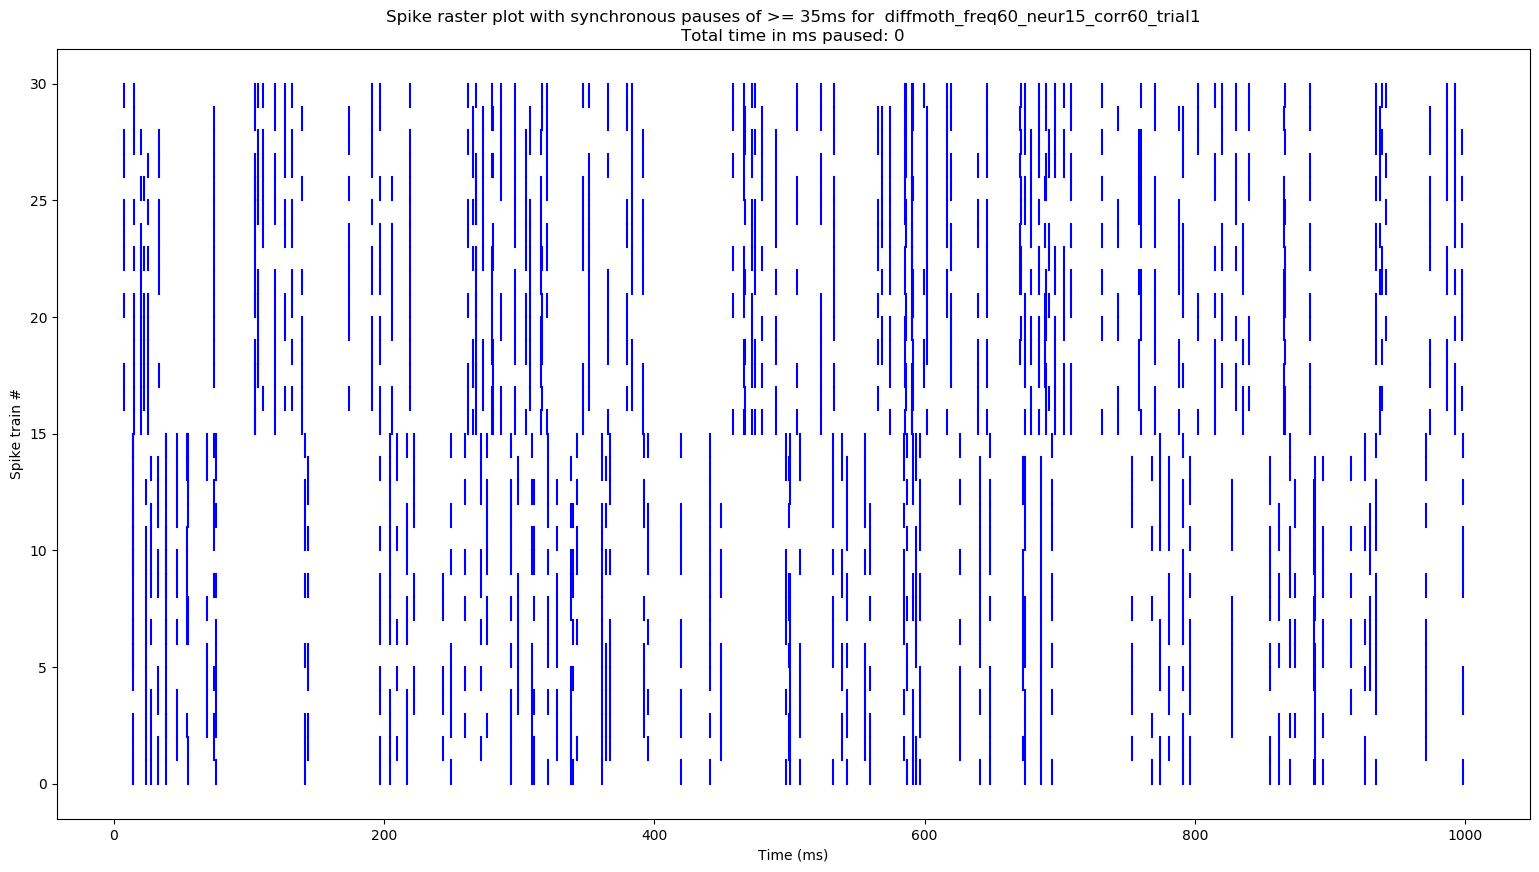 Spike raster plot with synchronous pauses of >= 35ms for  diffmoth_freq60_neur15_corr60_trial1
Total time in ms paused: 0
30
25
20
15
10
5
0
Spike train #
0 200 400 600 800 1000
Time (ms)